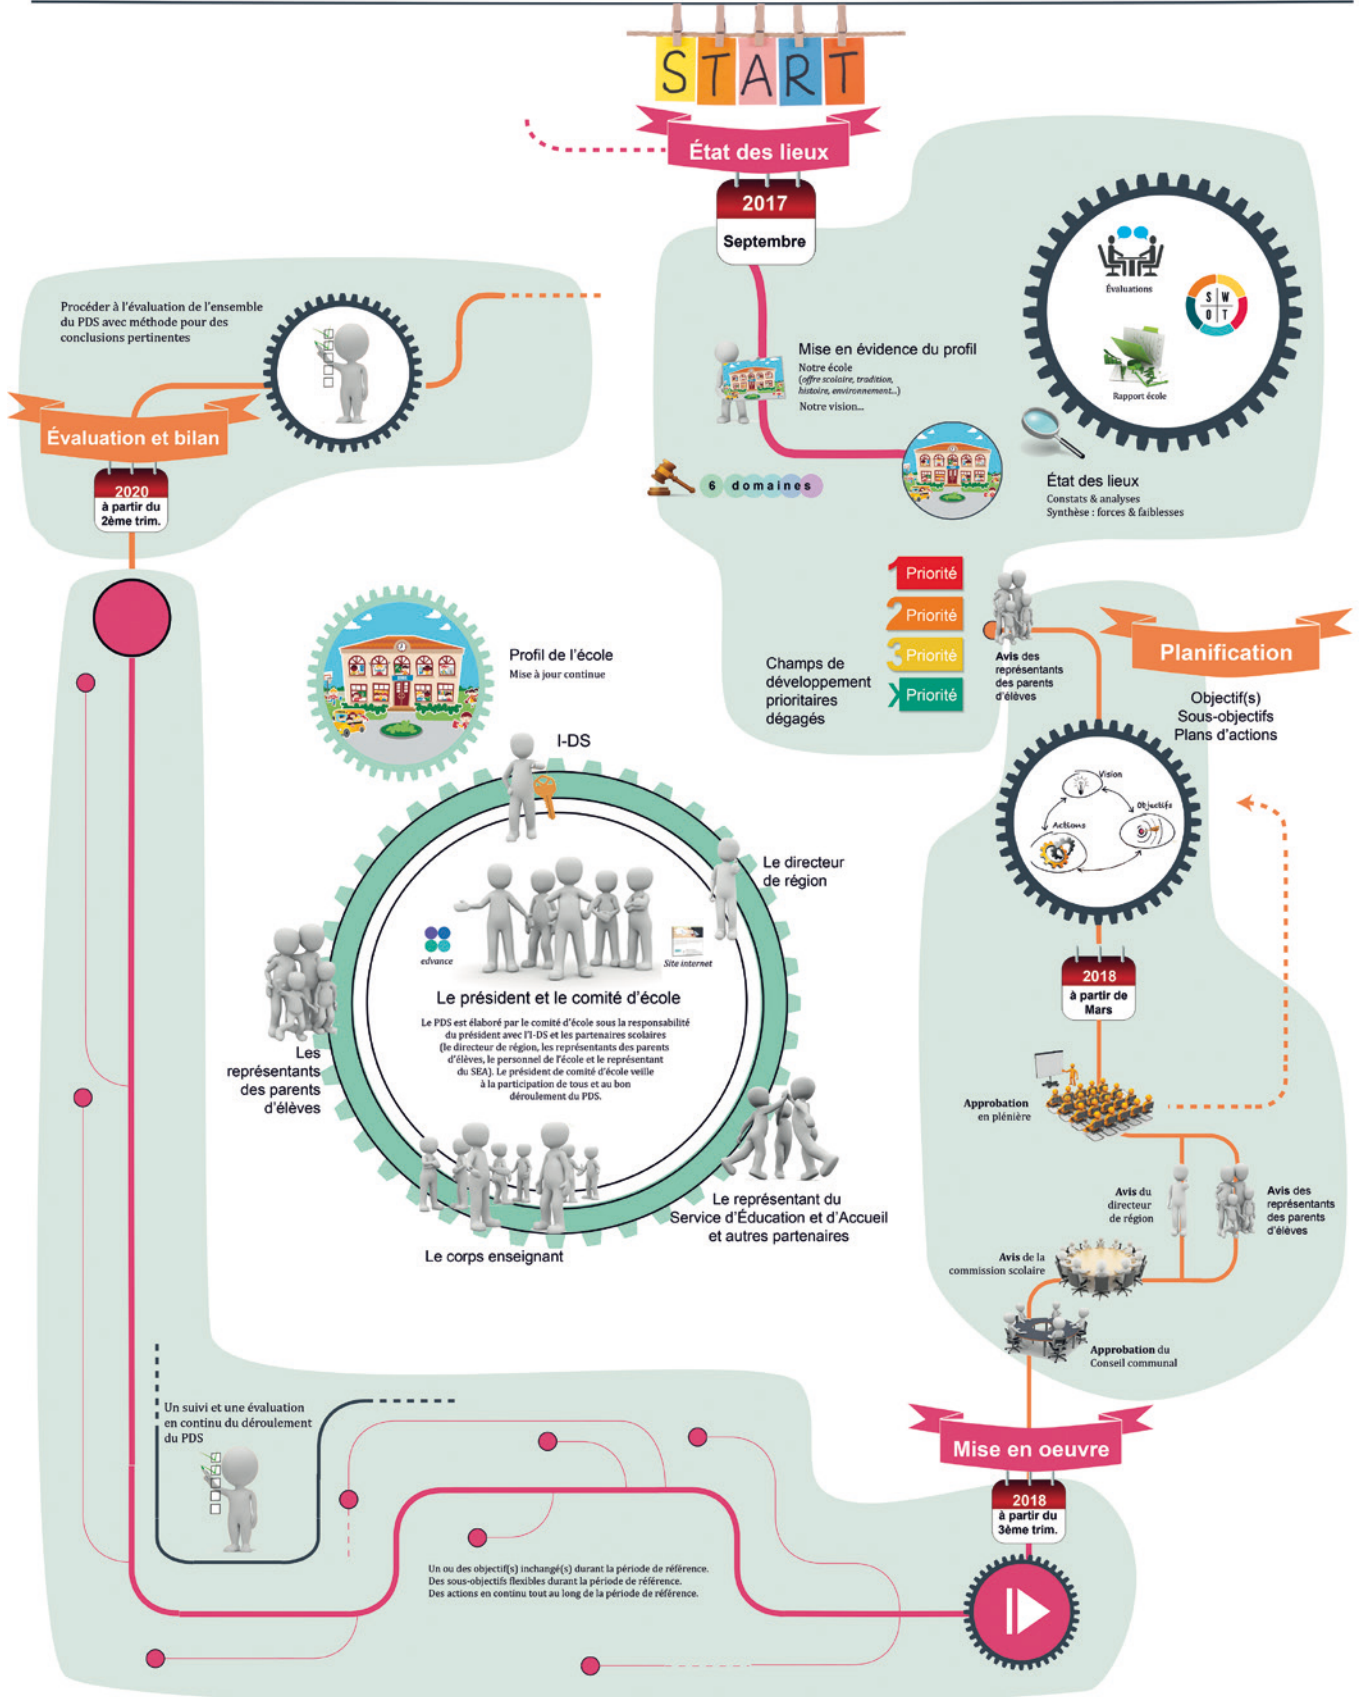 START
État des lieux
2017
Septembre
Évaluations
S W
O T
Rapport école
Mise en évidence du profil
Notre école
(offre scolaire, tradition,
histoire, environnement...)
Notre vision...
6 domaines
État des lieux
Constats & analyses
Synthèse : forces & faiblesses
Procéder à l'évaluation de l'ensemble
du PDS avec méthode pour des
conclusions pertinentes
Évaluation et bilan
2020
à partir du
2ème trim.
1 Priorité
2 Priorité
3 Priorité
Priorité
Champs de
développement
prioritaires
dégagés
Avis des
représentants
des parents
d'élèves
Planification
Objectif(s)
Sous-objectifs
Plans d'actions
Vision
Objectifs
Actions
2018
à partir de
Mars
Approbation
en plénière
Avis du
directeur
de région
Avis des
représentants
des parents
d'élèves
Avis de la
commission scolaire
Approbation du
Conseil communal
Profil de l'école
Mise à jour continue
I-DS
Le directeur
de région
edvance
Site internet
Le président et le comité d'école
Le PDS est élaboré par le comité d'école sous la responsabilité
du président avec l'I-DS et les partenaires scolaires
(le directeur de région, les représentants des parents
d'élèves, le personnel de l'école et le représentant
du SEA). Le président de comité d'école veille
à la participation de tous et au bon
déroulement du PDS.
Les
représentants
des parents
d'élèves
Le représentant du
Service d'Éducation et d'Accueil
et autres partenaires
Le corps enseignant
Mise en oeuvre
2018
à partir du
3ème trim.
Un suivi et une évaluation
en continu du déroulement
du PDS
Un ou des objectif(s) inchangé(s) durant la période de référence.
Des sous-objectifs flexibles durant la période de référence.
Des actions en continu tout au long de la période de référence.